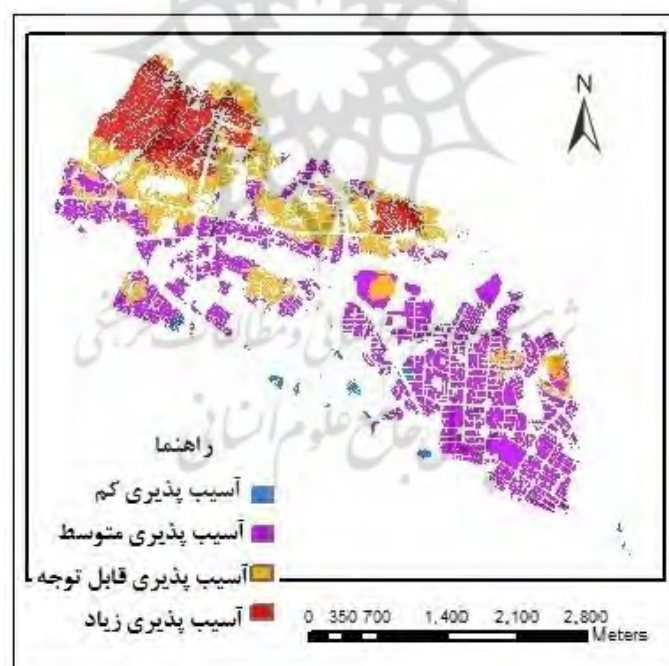 N
راهنما
آسیب پذیری کم
آسیب پذیری متوسط
آسیب پذیری قابل توجه
آسیب پذیری زیاد
0 350 700 1,400 2,100 2,800
Meters